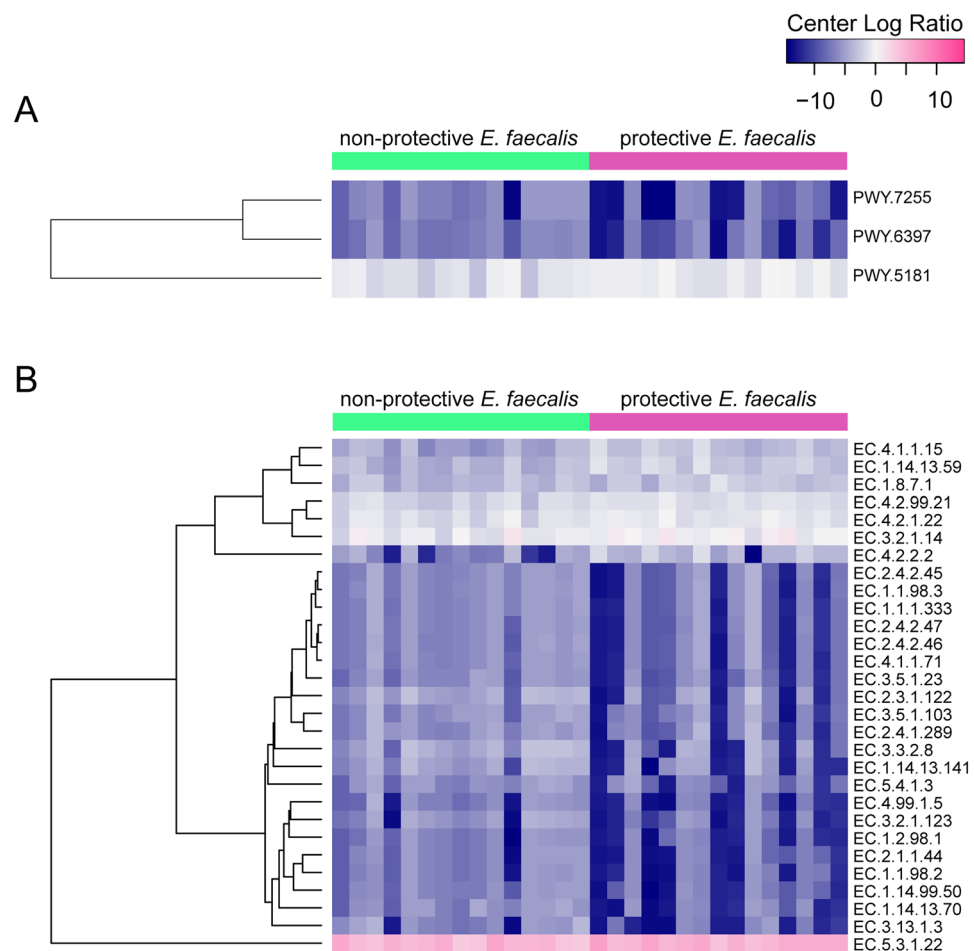 Center Log Ratio
−10 0 10
A
non-protective E. faecalis protective E. faecalis
PWY.7255
PWY.6397
PWY.5181
B
non-protective E. faecalis protective E. faecalis
EC.4.1.1.15
EC.1.14.13.59
EC.1.8.7.1
EC.4.2.99.21
EC.4.2.1.22
EC.3.2.1.14
EC.4.2.2.2
EC.2.4.2.45
EC.1.1.98.3
EC.1.1.1.333
EC.2.4.2.47
EC.2.4.2.46
EC.4.1.1.71
EC.3.5.1.23
EC.2.3.1.122
EC.3.5.1.103
EC.2.4.1.289
EC.3.3.2.8
EC.1.14.13.141
EC.5.4.1.3
EC.4.99.1.5
EC.3.2.1.123
EC.1.2.98.1
EC.2.1.1.44
EC.1.1.98.2
EC.1.14.99.50
EC.1.14.13.70
EC.3.13.1.3
EC.5.3.1.22